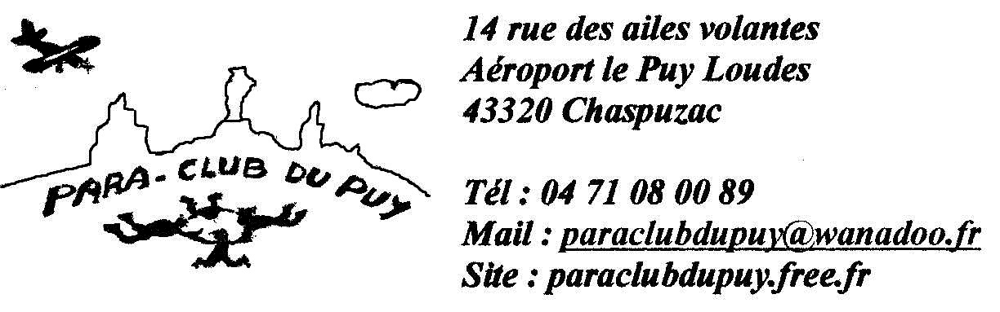 PARA-CLUB DU PUY
14 rue des ailes volantes
Aéroport le Puy Loudes
43320 Chaspuzac
Tél : 04 71 08 00 89
Mail : paraclubdupuy@wanadoo.fr
Site : paraclubdupuy.free.fr